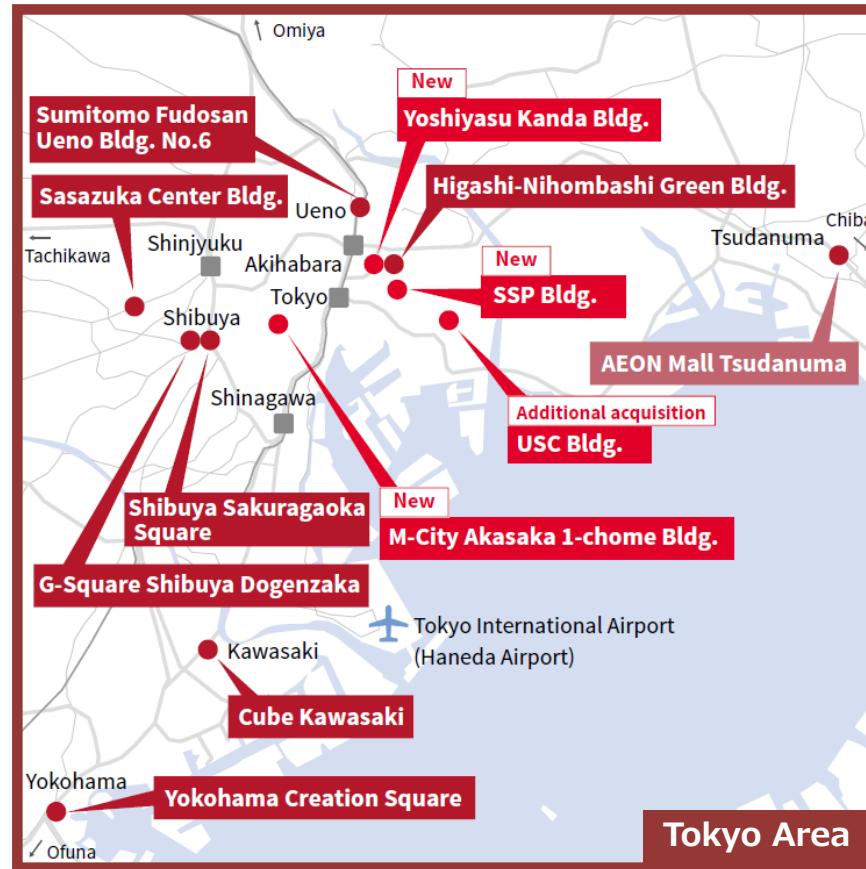 Omiya
New
Sumitomo Fudosan
Ueno Bldg. No.6
Yoshiyasu Kanda Bldg.
Sasazuka Center Bldg.
Higashi-Nihombashi Green Bldg.
Ueno
Chiba
Tsudanuma
Tachikawa
Shinjyuku
Akihabara
New
SSP Bldg.
Tokyo
Shibuya
AEON Mall Tsudanuma
Shinagawa
Additional acquisition
USC Bldg.
New
M-City Akasaka 1-chome Bldg.
Shibuya Sakuragaoka
Square
G-Square Shibuya Dogenzaka
Tokyo International Airport
(Haneda Airport)
Kawasaki
Cube Kawasaki
Yokohama
Yokohama Creation Square
Ofuna
Tokyo Area